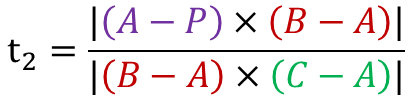 t₂ = |(A − P) × (B − A)| / |(B − A) × (C − A)|